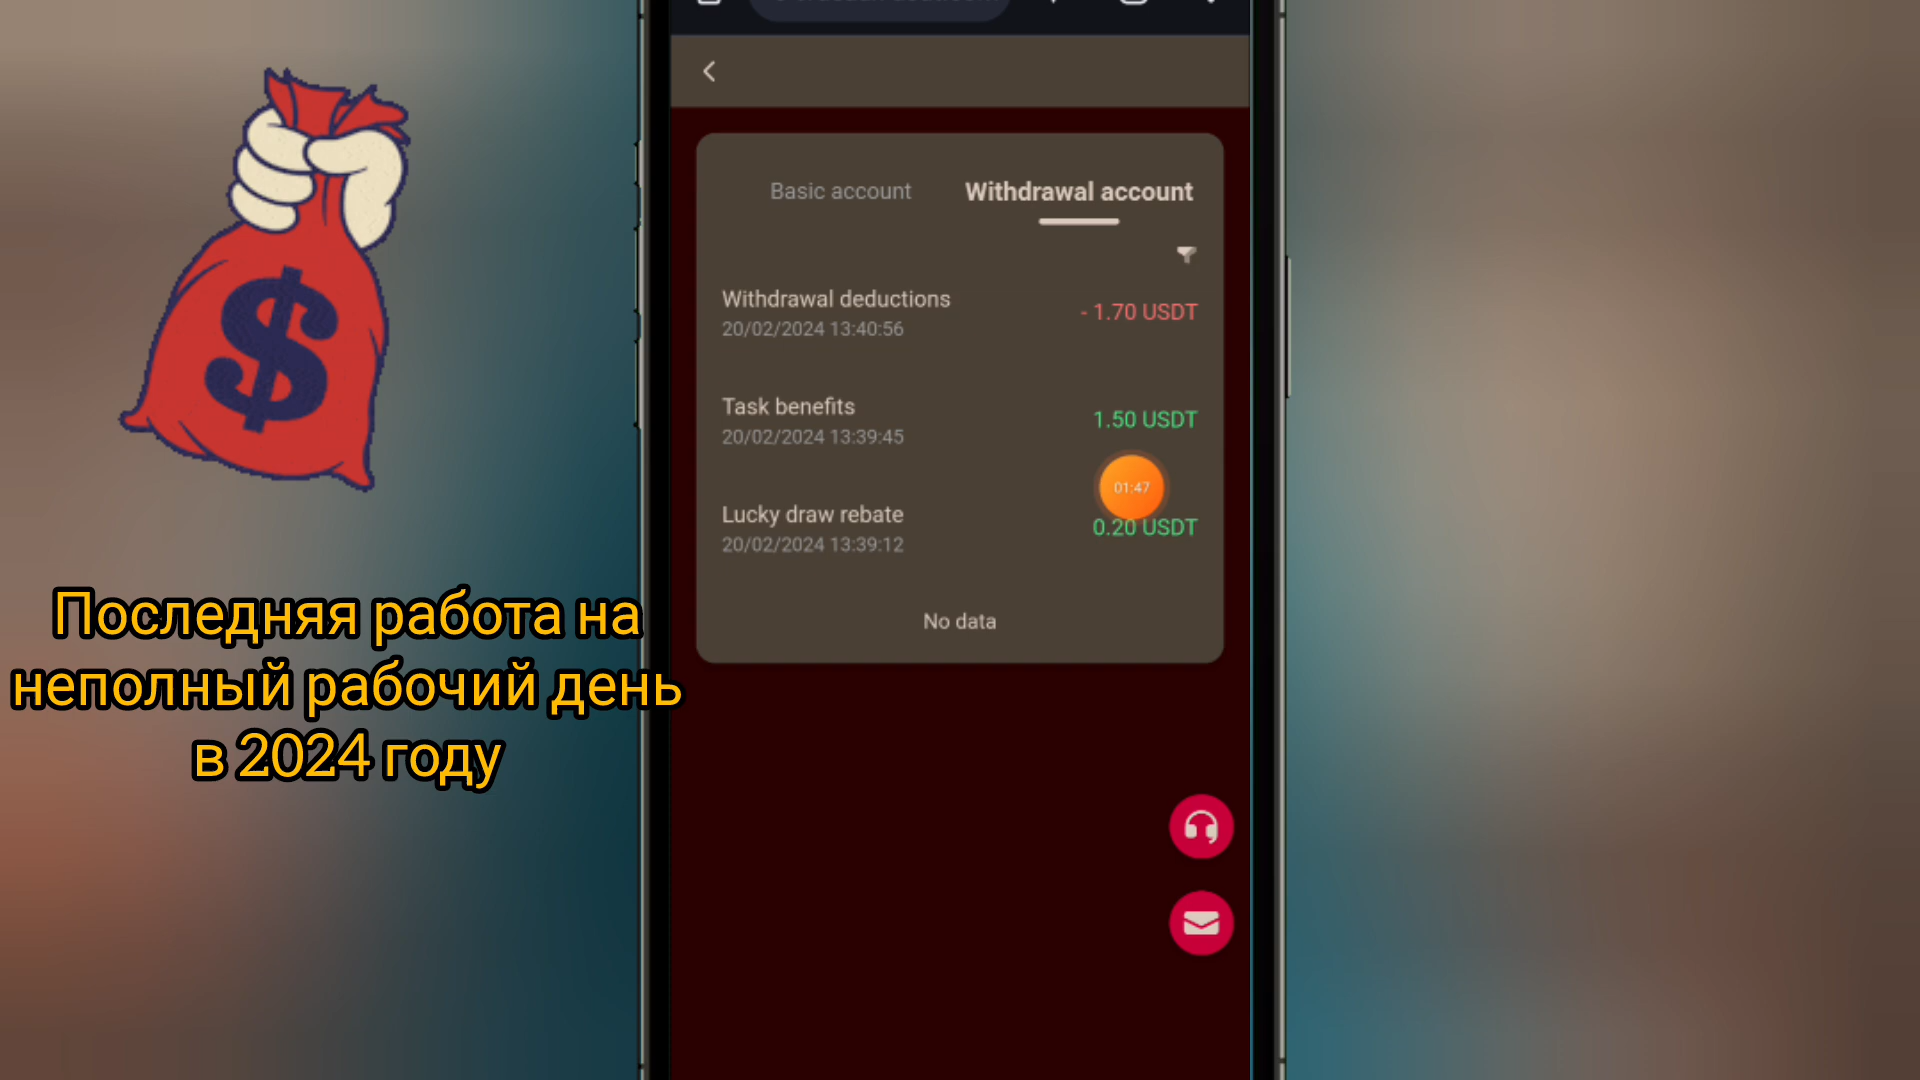 Basic account
Withdrawal account
Withdrawal deductions
- 1.70 USDT
20/02/2024 13:40:56
Task benefits
1.50 USDT
20/02/2024 13:39:45
01:47
Lucky draw rebate
0.20 USDT
20/02/2024 13:39:12
No data
$
Последняя работа на
неполный рабочий день
в 2024 году